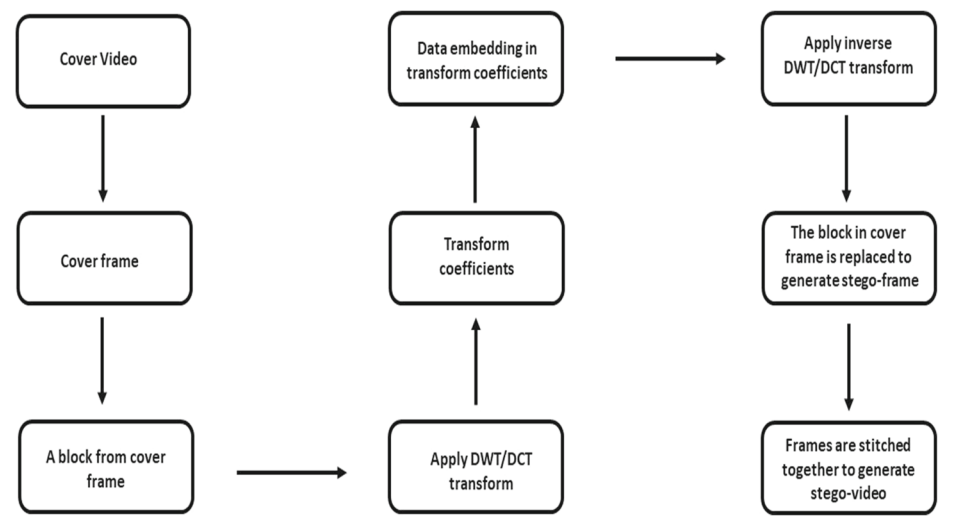 Cover Video
Cover frame
A block from cover
frame
Apply DWT/DCT
transform
Transform
coefficients
Data embedding in
transform coefficients
Apply inverse
DWT/DCT transform
The block in cover
frame is replaced to
generate stego-frame
Frames are stitched
together to generate
stego-video